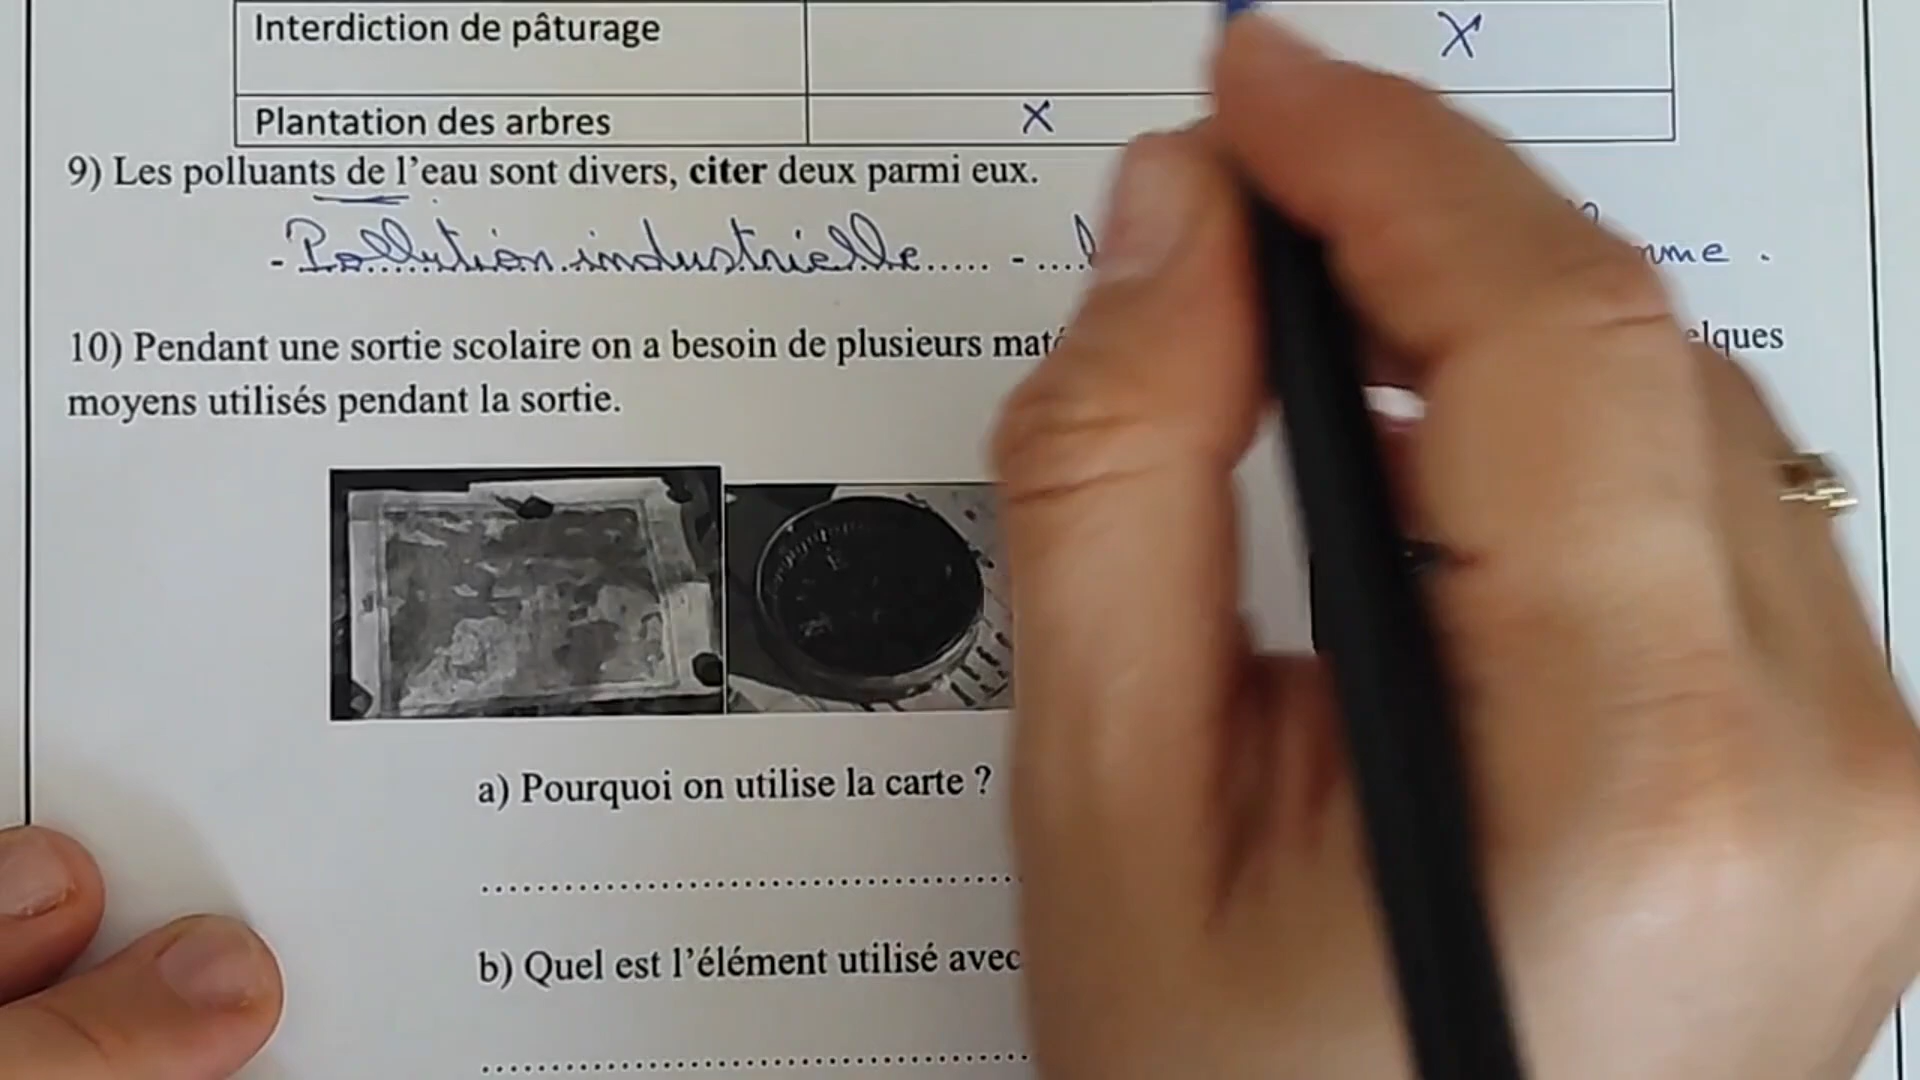 Interdiction de pâturage X
Plantation des arbres X
9) Les polluants de l'eau sont divers, citer deux parmi eux.
- Pollution industrielle ..... - ....
10) Pendant une sortie scolaire on a besoin de plusieurs
moyens utilisés pendant la sortie.
a) Pourquoi on utilise la carte ?
b) Quel est l'élément utilisé avec